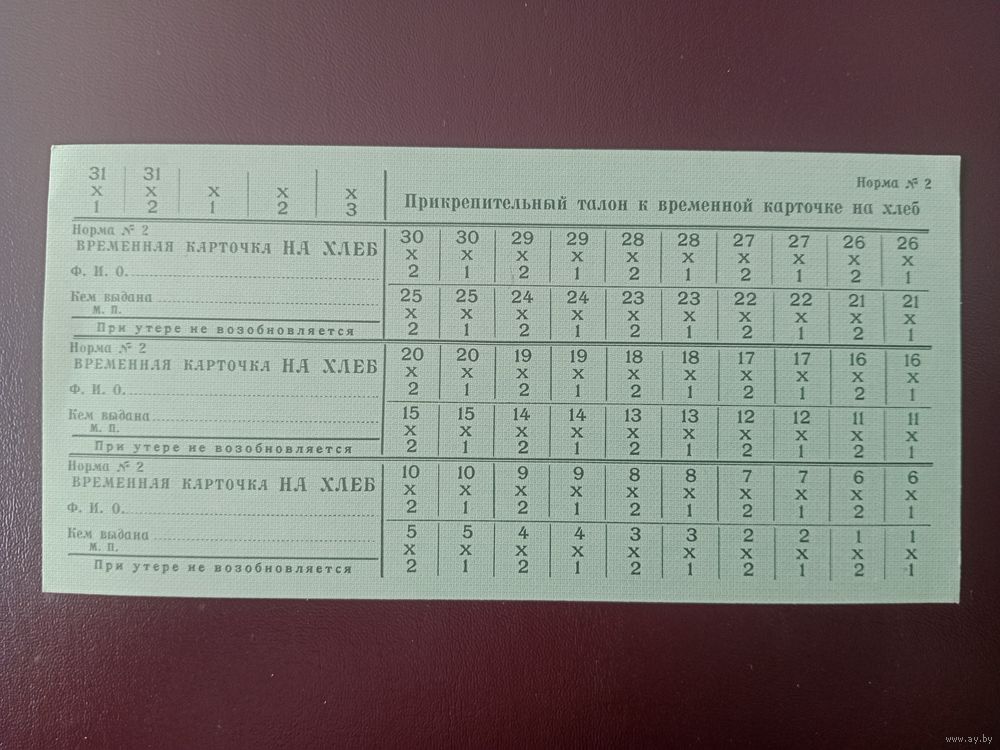 31 31
х х х х х
1 2 1 2 3
Норма № 2
Прикрепительный талон к временной карточке на хлеб
Норма № 2
ВРЕМЕННАЯ КАРТОЧКА НА ХЛЕБ
Ф. И. О.
Кем выдана
м. п.
При утере не возобновляется
30 30 29 29 28 28 27 27 26 26
х х х х х х х х х х
2 1 2 1 2 1 2 1 2 1
25 25 24 24 23 23 22 22 21 21
х х х х х х х х х х
2 1 2 1 2 1 2 1 2 1
Норма № 2
ВРЕМЕННАЯ КАРТОЧКА НА ХЛЕБ
Ф. И. О.
Кем выдана
м. п.
При утере не возобновляется
20 20 19 19 18 18 17 17 16 16
х х х х х х х х х х
2 1 2 1 2 1 2 1 2 1
15 15 14 14 13 13 12 12 11 11
х х х х х х х х х х
2 1 2 1 2 1 2 1 2 1
Норма № 2
ВРЕМЕННАЯ КАРТОЧКА НА ХЛЕБ
Ф. И. О.
Кем выдана
м. п.
При утере не возобновляется
10 10 9 9 8 8 7 7 6 6
х х х х х х х х х х
2 1 2 1 2 1 2 1 2 1
5 5 4 4 3 3 2 2 1 1
х х х х х х х х х х
2 1 2 1 2 1 2 1 2 1
www.ay.by